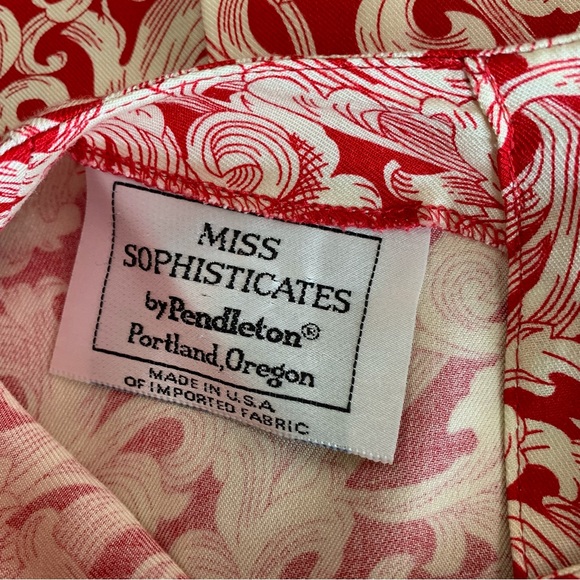 MISS
SOPHISTICATES
by Pendleton®
Portland, Oregon
MADE IN U.S.A
OF IMPORTED FABRIC